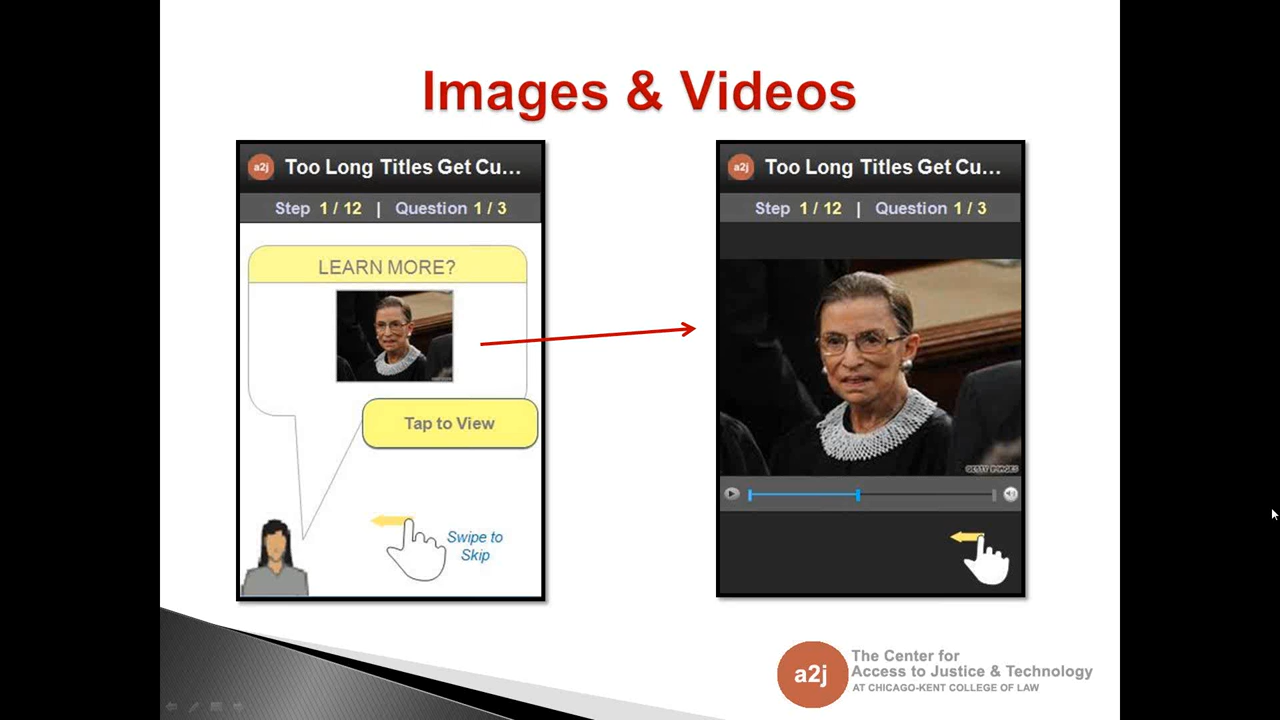 Images & Videos
a2j Too Long Titles Get Cu...
Step 1 / 12 | Question 1 / 3
LEARN MORE?
Tap to View
Swipe to
Skip
a2j Too Long Titles Get Cu...
Step 1 / 12 | Question 1 / 3
GETTY IMAGES
a2j
The Center for
Access to Justice & Technology
AT CHICAGO-KENT COLLEGE OF LAW